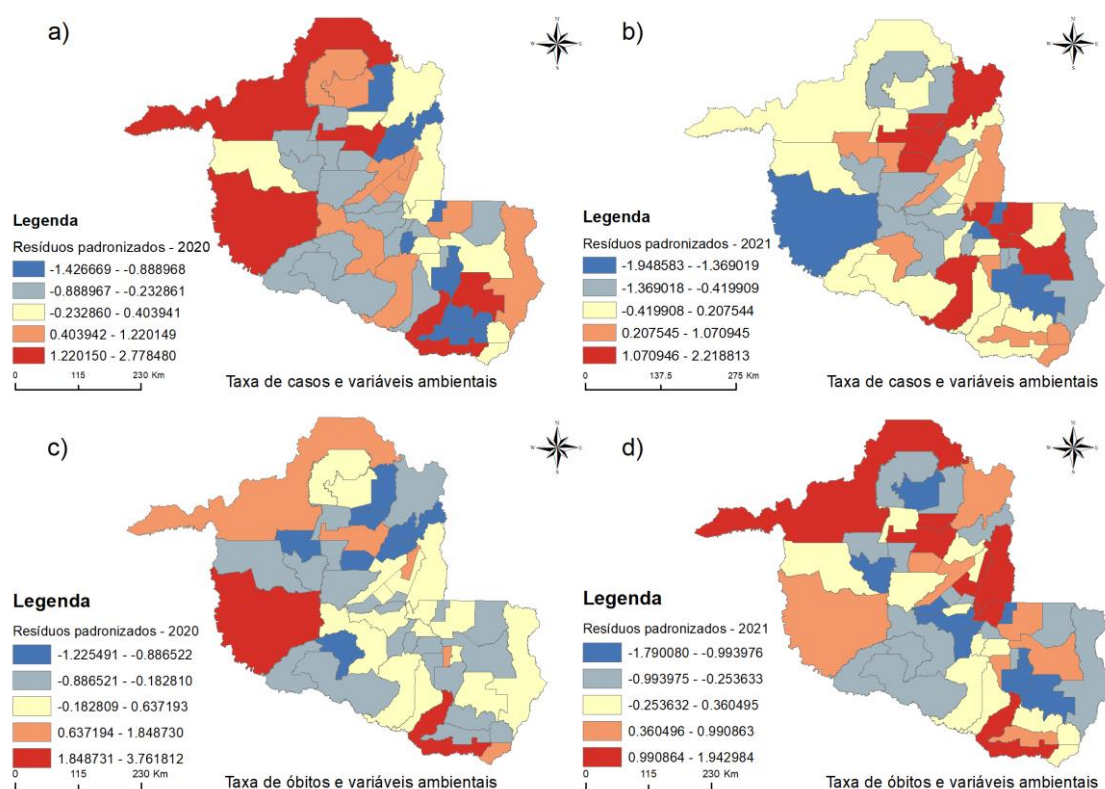 a)
N
W
E
S
Legenda
Resíduos padronizados - 2020
-1.426669 - -0.888968
-0.888967 - -0.232861
-0.232860 - 0.403941
0.403942 - 1.220149
1.220150 - 2.778480
0 115 230 Km
Taxa de casos e variáveis ambientais
b)
N
W
E
S
Legenda
Resíduos padronizados - 2021
-1.948583 - -1.369019
-1.369018 - -0.419909
-0.419908 - 0.207544
0.207545 - 1.070945
1.070946 - 2.218813
0 137.5 275 Km
Taxa de casos e variáveis ambientais
c)
N
W
E
S
Legenda
Resíduos padronizados - 2020
-1.225491 - -0.886522
-0.886521 - -0.182810
-0.182809 - 0.637193
0.637194 - 1.848730
1.848731 - 3.761812
0 115 230 Km
Taxa de óbitos e variáveis ambientais
d)
N
W
E
S
Legenda
Resíduos padronizados - 2021
-1.790080 - -0.993976
-0.993975 - -0.253633
-0.253632 - 0.360495
0.360496 - 0.990863
0.990864 - 1.942984
0 115 230 Km
Taxa de óbitos e variáveis ambientais